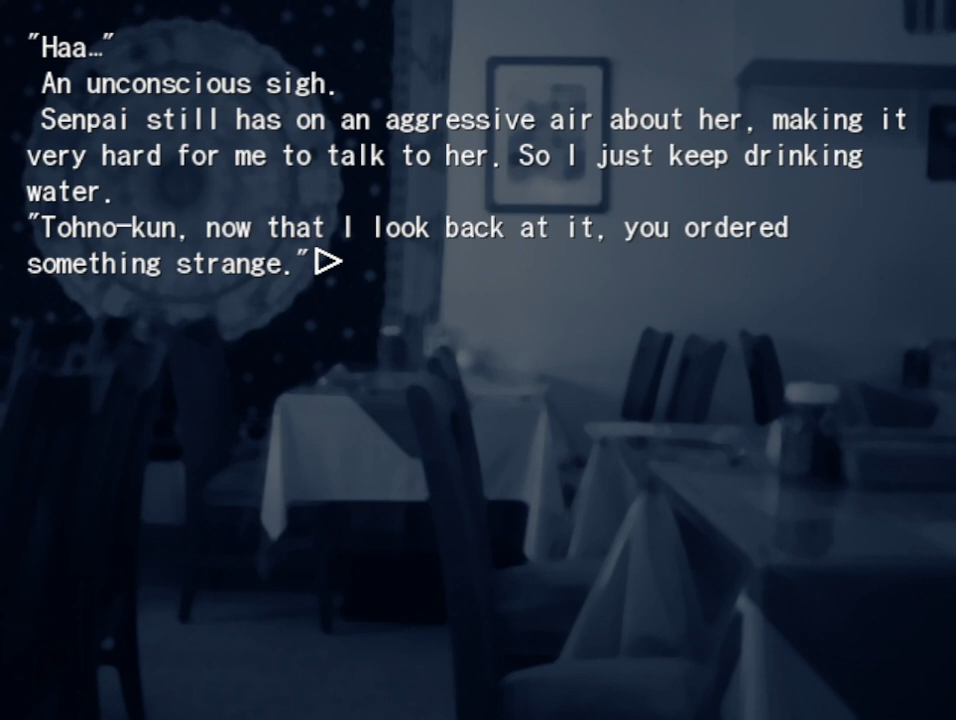 "Haa…"
An unconscious sigh.
Senpai still has on an aggressive air about her, making it
very hard for me to talk to her. So I just keep drinking
water.
"Tohno-kun, now that I look back at it, you ordered
something strange."